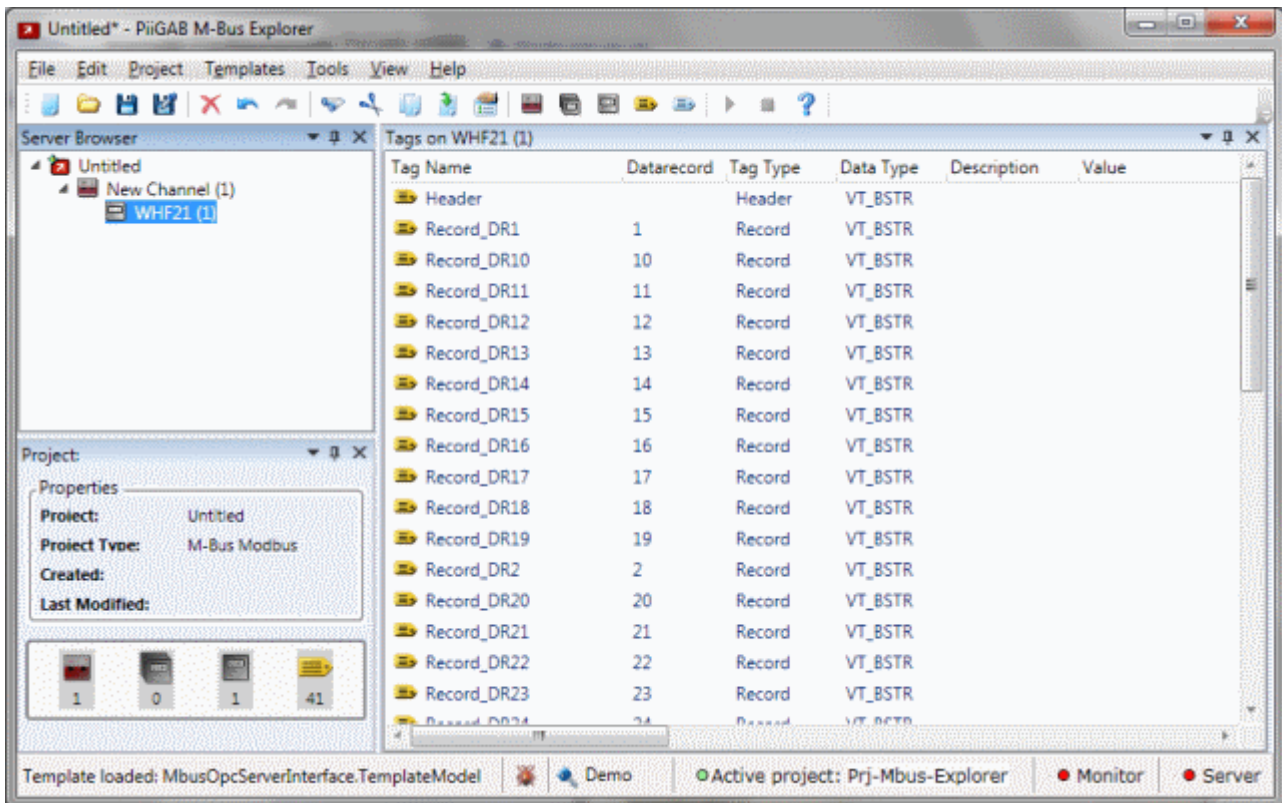 Untitled* - PiiGAB M-Bus Explorer
File Edit Project Templates Tools View Help
Server Browser
Untitled
New Channel (1)
WHF21 (1)
Project:
Properties
Project: Untitled
Project Type: M-Bus Modbus
Created:
Last Modified:
1 0 1 41
Tags on WHF21 (1)
Tag Name Datarecord Tag Type Data Type Description Value
Header Header VT_BSTR
Record_DR1 1 Record VT_BSTR
Record_DR10 10 Record VT_BSTR
Record_DR11 11 Record VT_BSTR
Record_DR12 12 Record VT_BSTR
Record_DR13 13 Record VT_BSTR
Record_DR14 14 Record VT_BSTR
Record_DR15 15 Record VT_BSTR
Record_DR16 16 Record VT_BSTR
Record_DR17 17 Record VT_BSTR
Record_DR18 18 Record VT_BSTR
Record_DR19 19 Record VT_BSTR
Record_DR2 2 Record VT_BSTR
Record_DR20 20 Record VT_BSTR
Record_DR21 21 Record VT_BSTR
Record_DR22 22 Record VT_BSTR
Record_DR23 23 Record VT_BSTR
Record_DR24 24 Record VT_BSTR
Template loaded: MbusOpcServerInterface.TemplateModel Demo Active project: Prj-Mbus-Explorer Monitor Server